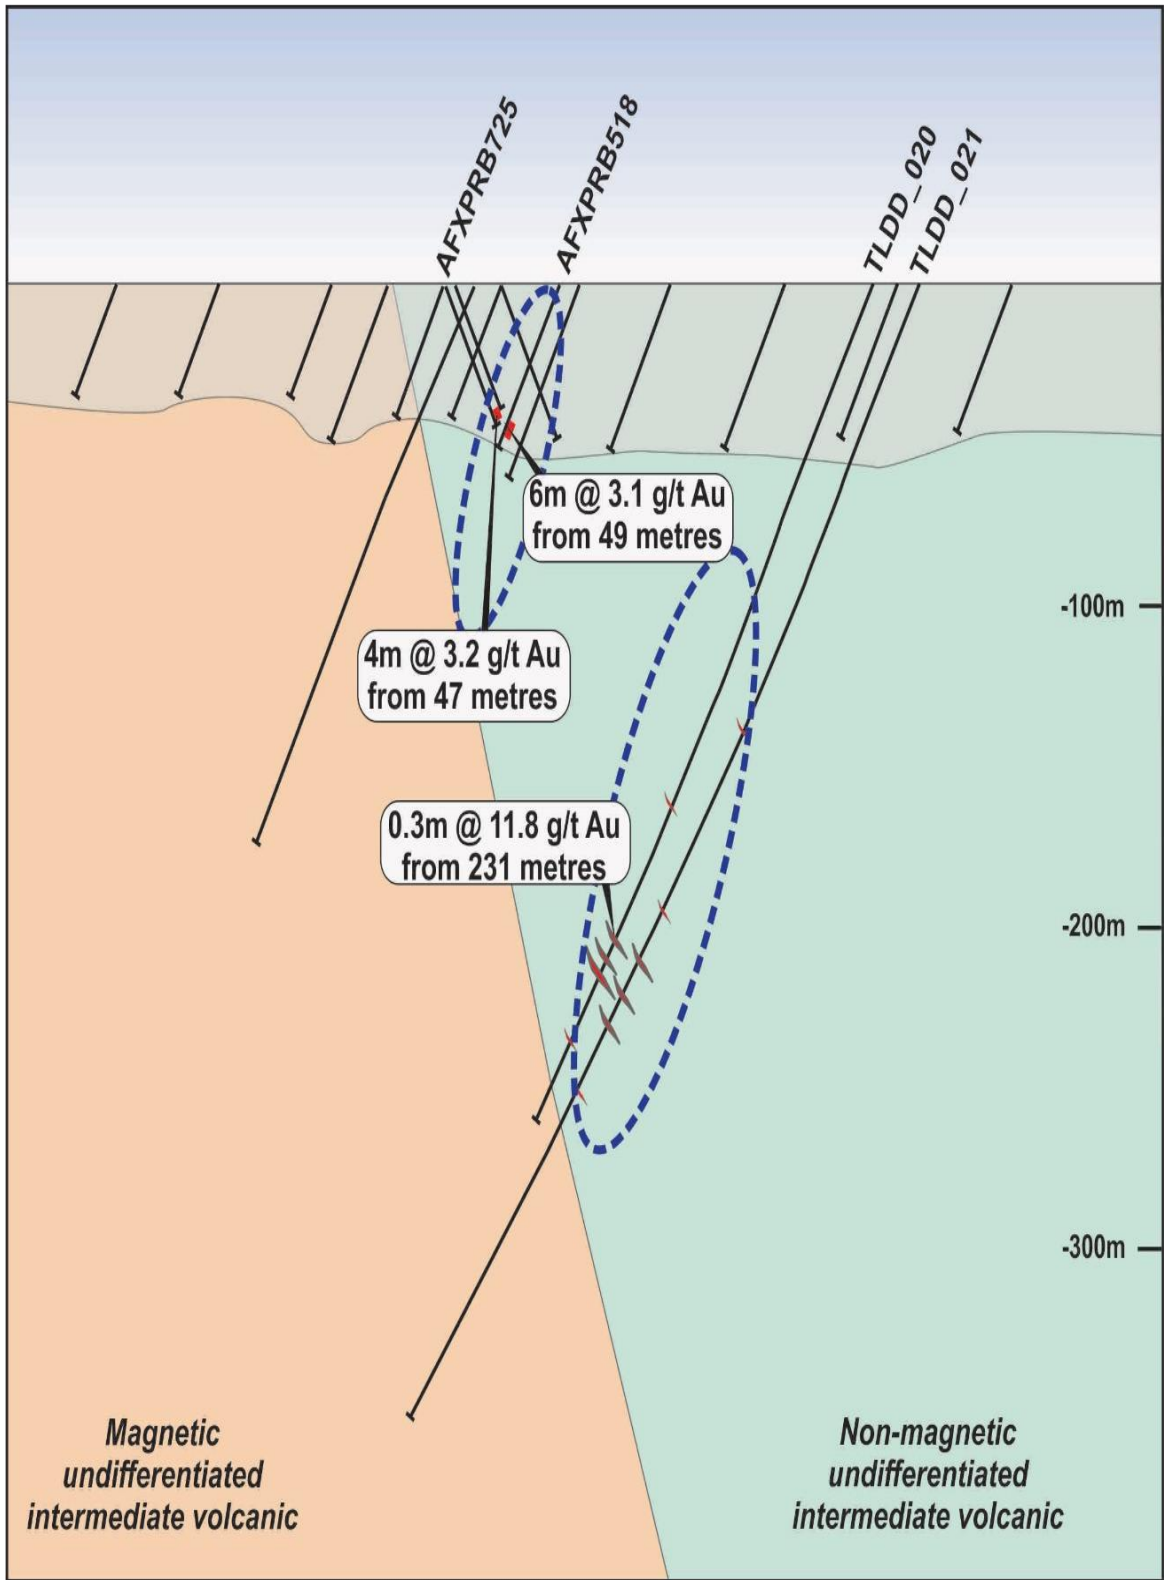 AFXPRB725
AFXPRB518
TLDD_020
TLDD_021
6m @ 3.1 g/t Au
from 49 metres
-100m
4m @ 3.2 g/t Au
from 47 metres
0.3m @ 11.8 g/t Au
from 231 metres
-200m
-300m
Magnetic
undifferentiated
intermediate volcanic
Non-magnetic
undifferentiated
intermediate volcanic